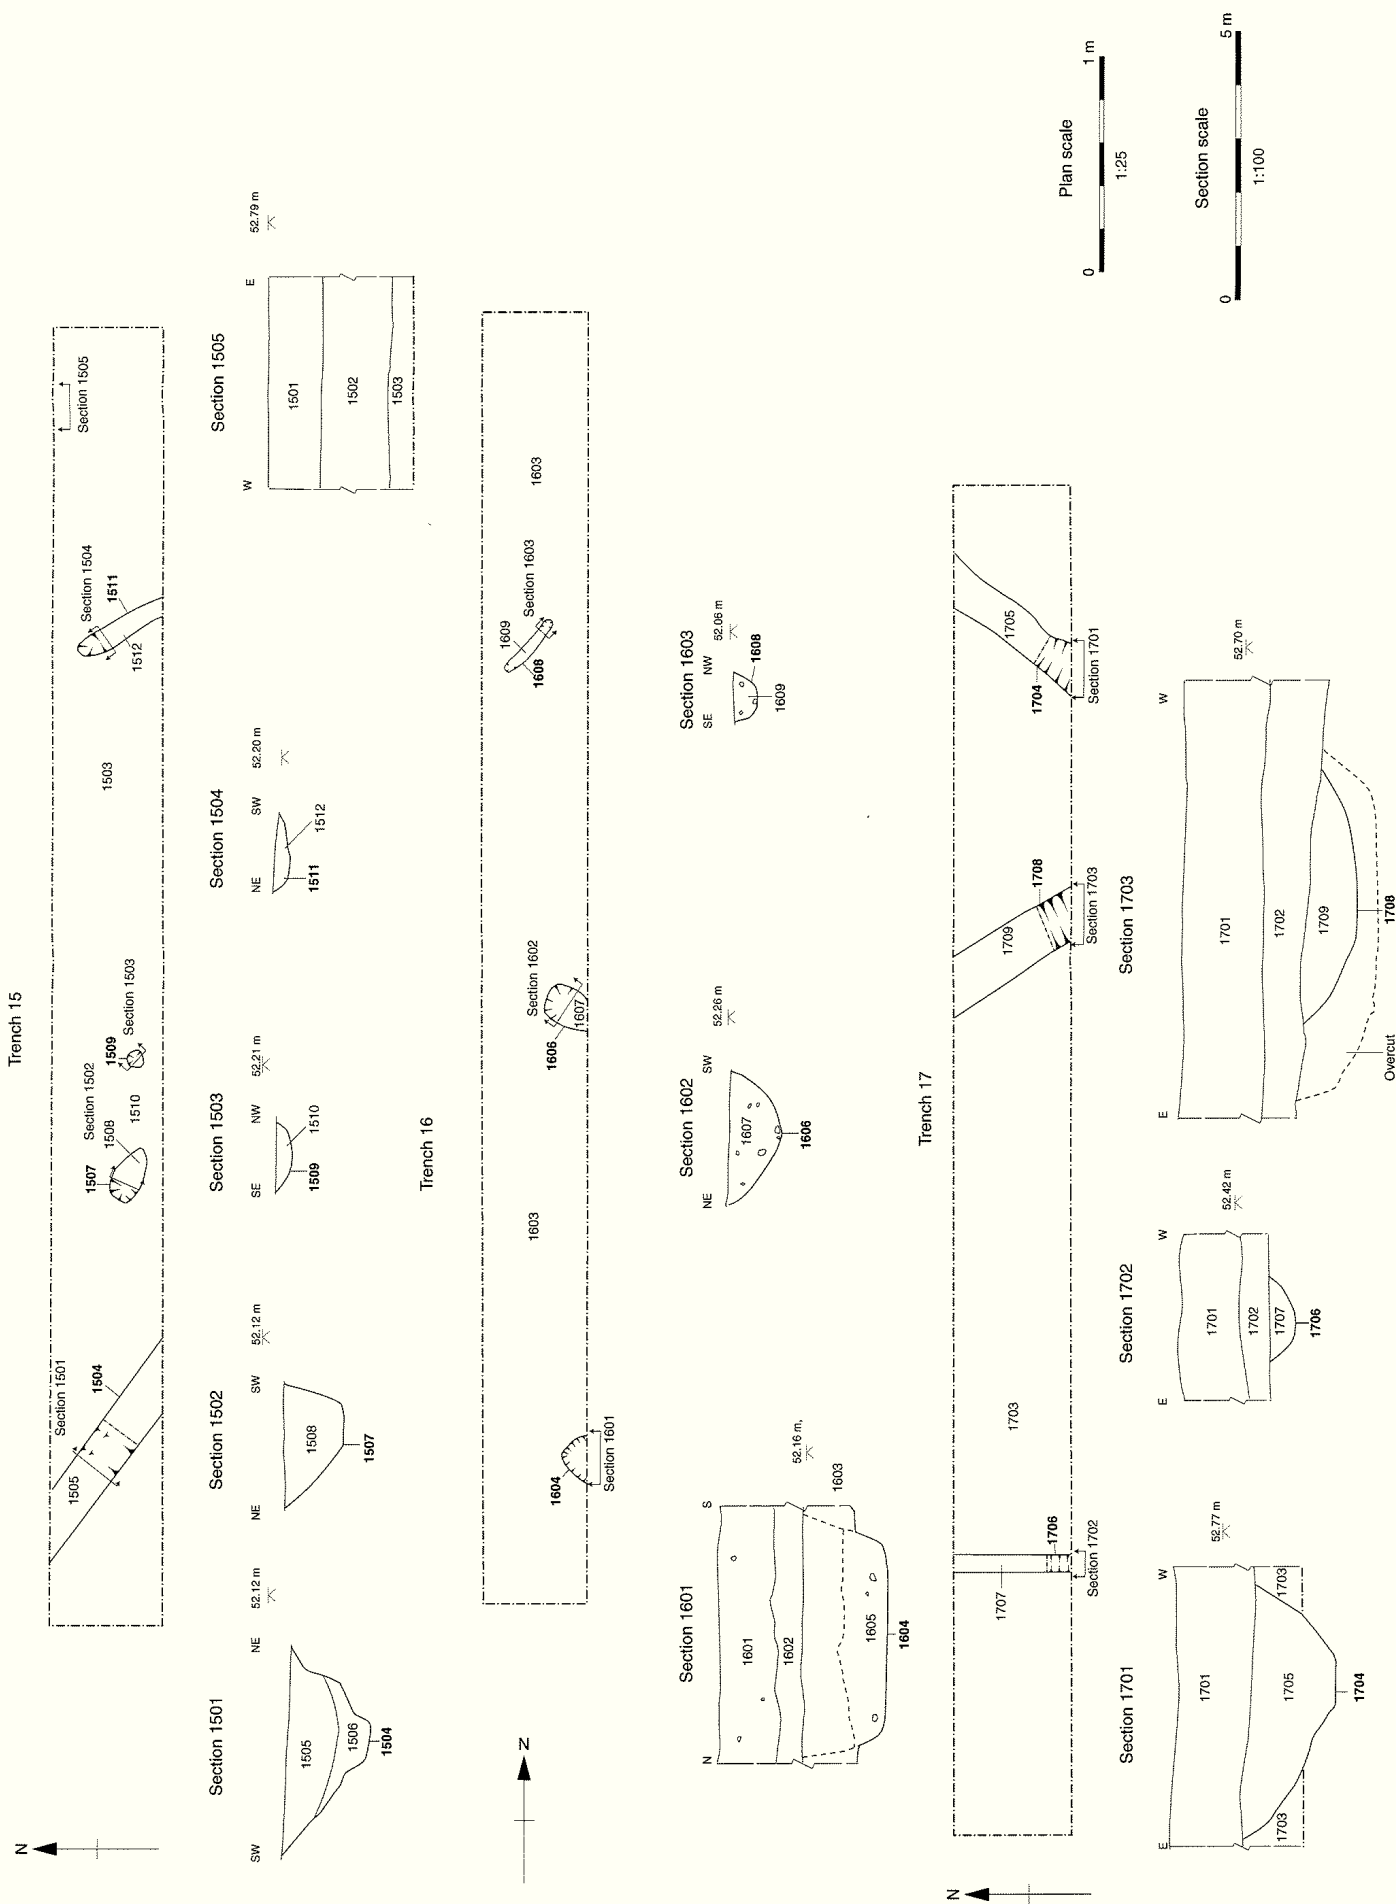 Trench 15
N
Section 1501
1505
1504
1507
Section 1502
1508
1510
1509
Section 1503
1503
Section 1504
1511
1512
Section 1505
Section 1501
SW
NE
52.12 m
1505
1506
1504
Section 1502
NE
SW
52.12 m
1508
1507
Section 1503
SE
NW
52.21 m
1510
1509
Section 1504
NE
SW
52.20 m
1512
1511
Section 1505
W
E
52.79 m
1501
1502
1503
Trench 16
N
1604
Section 1601
1603
1606
Section 1602
1607
1609
1608
Section 1603
1603
Section 1601
N
S
52.16 m.
1601
1602
1603
1605
1604
Section 1602
NE
SW
52.26 m
1607
1606
Section 1603
SE
NW
52.06 m
1608
1609
Trench 17
N
1707
1706
Section 1702
1703
1709
1708
Section 1703
1705
1704
Section 1701
Section 1701
E
W
52.77 m
1701
1705
1703
1703
1704
Section 1702
E
W
52.42 m
1701
1702
1707
1706
Section 1703
E
W
52.70 m
1701
1702
1709
Overcut
1708
Plan scale
0
1 m
1:25
Section scale
0
5 m
1:100